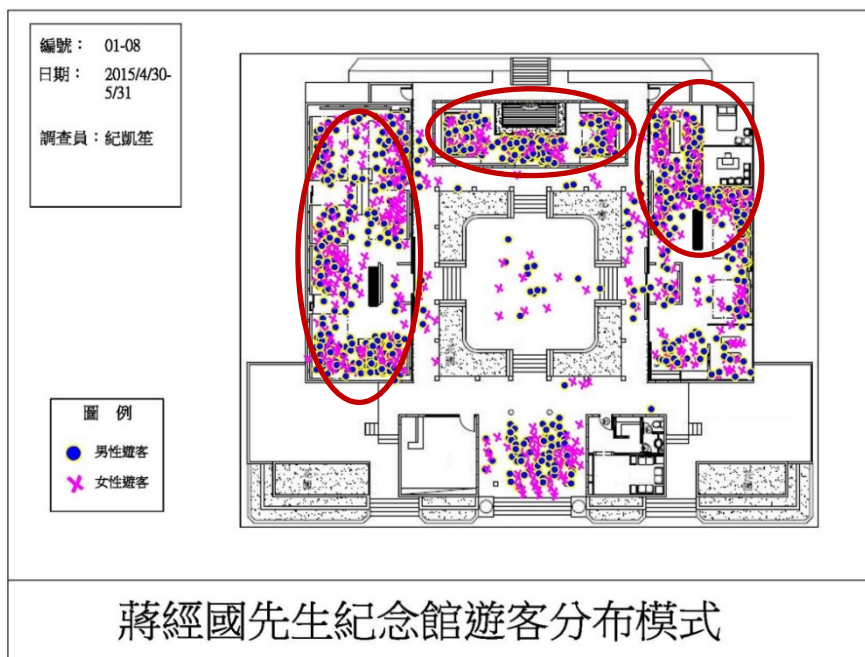 編號： 01-08
日期： 2015/4/30-
5/31
調查員：紀凱笙
圖 例
男性遊客
女性遊客
蔣經國先生紀念館遊客分布模式